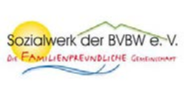 Sozialwerk der BVBW e. V.
Die Familienfreundliche Gemeinschaft